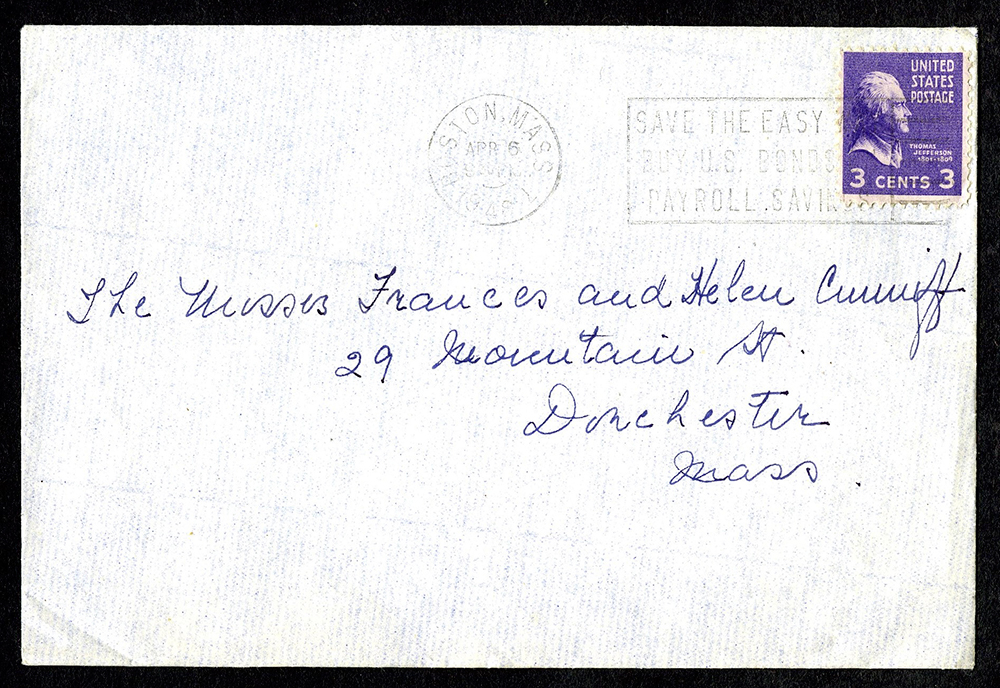 BOSTON, MASS.
APR 6
SAVE THE EASY
BUY U.S. BONDS
PAYROLL SAVINGS
UNITED
STATES
POSTAGE
THOMAS
JEFFERSON
1801-1809
3 CENTS 3
The Misses Frances and Helen Cunniff
29 Mountain St.
Dorchester
Mass.